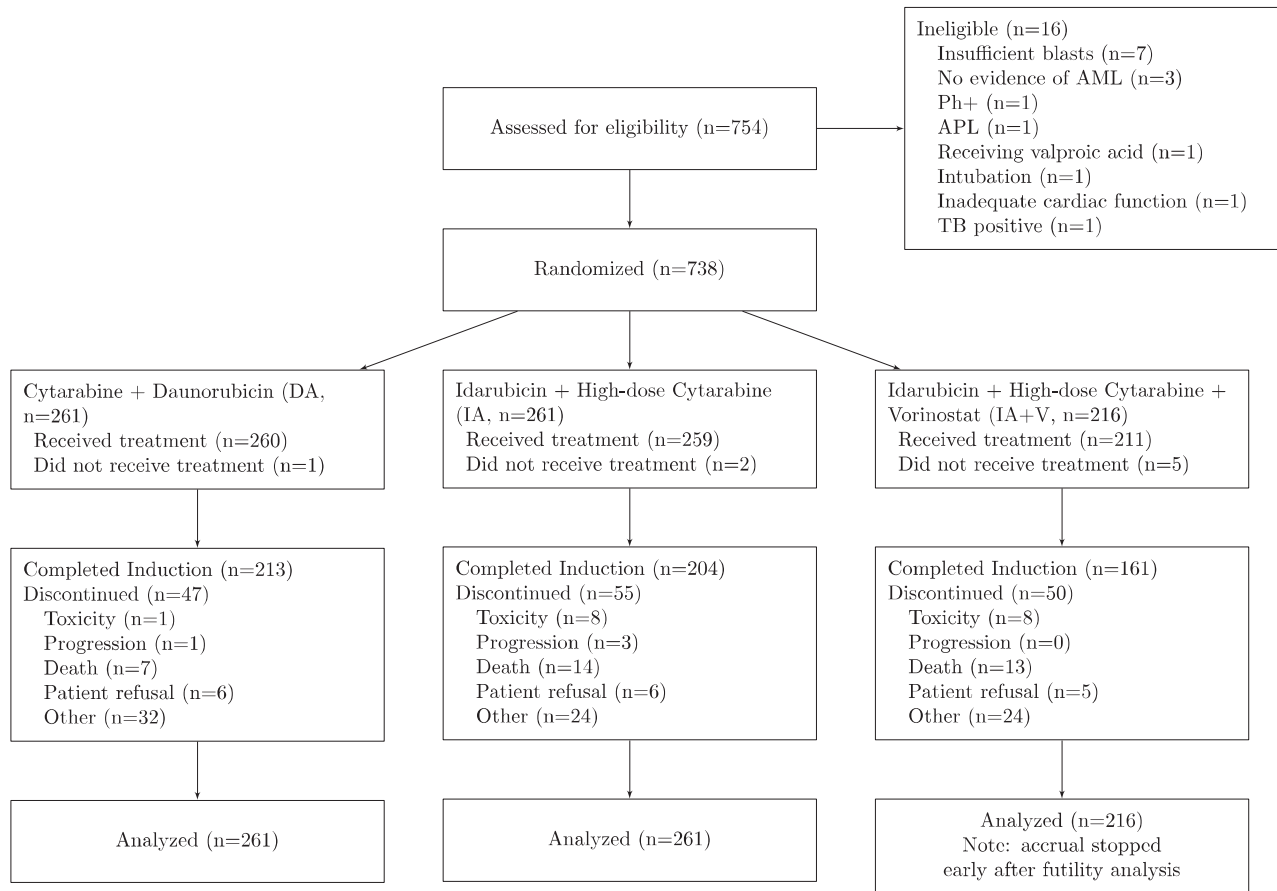 Ineligible (n=16)
Insufficient blasts (n=7)
No evidence of AML (n=3)
Ph+ (n=1)
APL (n=1)
Receiving valproic acid (n=1)
Intubation (n=1)
Inadequate cardiac function (n=1)
TB positive (n=1)
Assessed for eligibility (n=754)
Randomized (n=738)
Cytarabine + Daunorubicin (DA,
n=261)
Received treatment (n=260)
Did not receive treatment (n=1)
Idarubicin + High-dose Cytarabine
(IA, n=261)
Received treatment (n=259)
Did not receive treatment (n=2)
Idarubicin + High-dose Cytarabine +
Vorinostat (IA+V, n=216)
Received treatment (n=211)
Did not receive treatment (n=5)
Completed Induction (n=213)
Discontinued (n=47)
Toxicity (n=1)
Progression (n=1)
Death (n=7)
Patient refusal (n=6)
Other (n=32)
Completed Induction (n=204)
Discontinued (n=55)
Toxicity (n=8)
Progression (n=3)
Death (n=14)
Patient refusal (n=6)
Other (n=24)
Completed Induction (n=161)
Discontinued (n=50)
Toxicity (n=8)
Progression (n=0)
Death (n=13)
Patient refusal (n=5)
Other (n=24)
Analyzed (n=261)
Analyzed (n=261)
Analyzed (n=216)
Note: accrual stopped
early after futility analysis